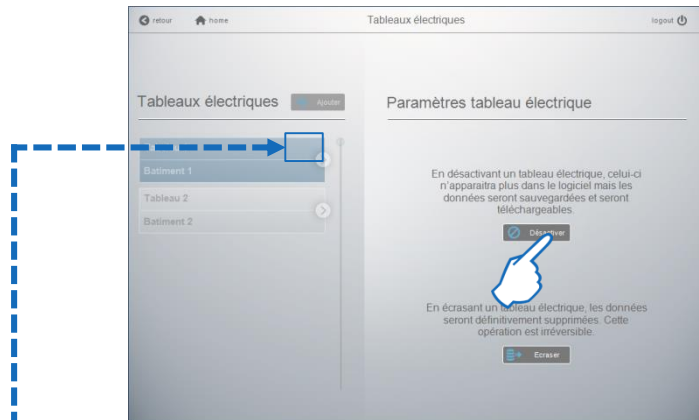 retour
home
Tableaux électriques
logout
Tableaux électriques
Ajouter
Batiment 1
Tableau 2
Batiment 2
Paramètres tableau électrique
En désactivant un tableau électrique, celui-ci
n'apparaitra plus dans le logiciel mais les
données seront sauvegardées et seront
téléchargeables.
Désactiver
En écrasant un tableau électrique, les données
seront définitivement supprimées. Cette
opération est irréversible.
Ecraser